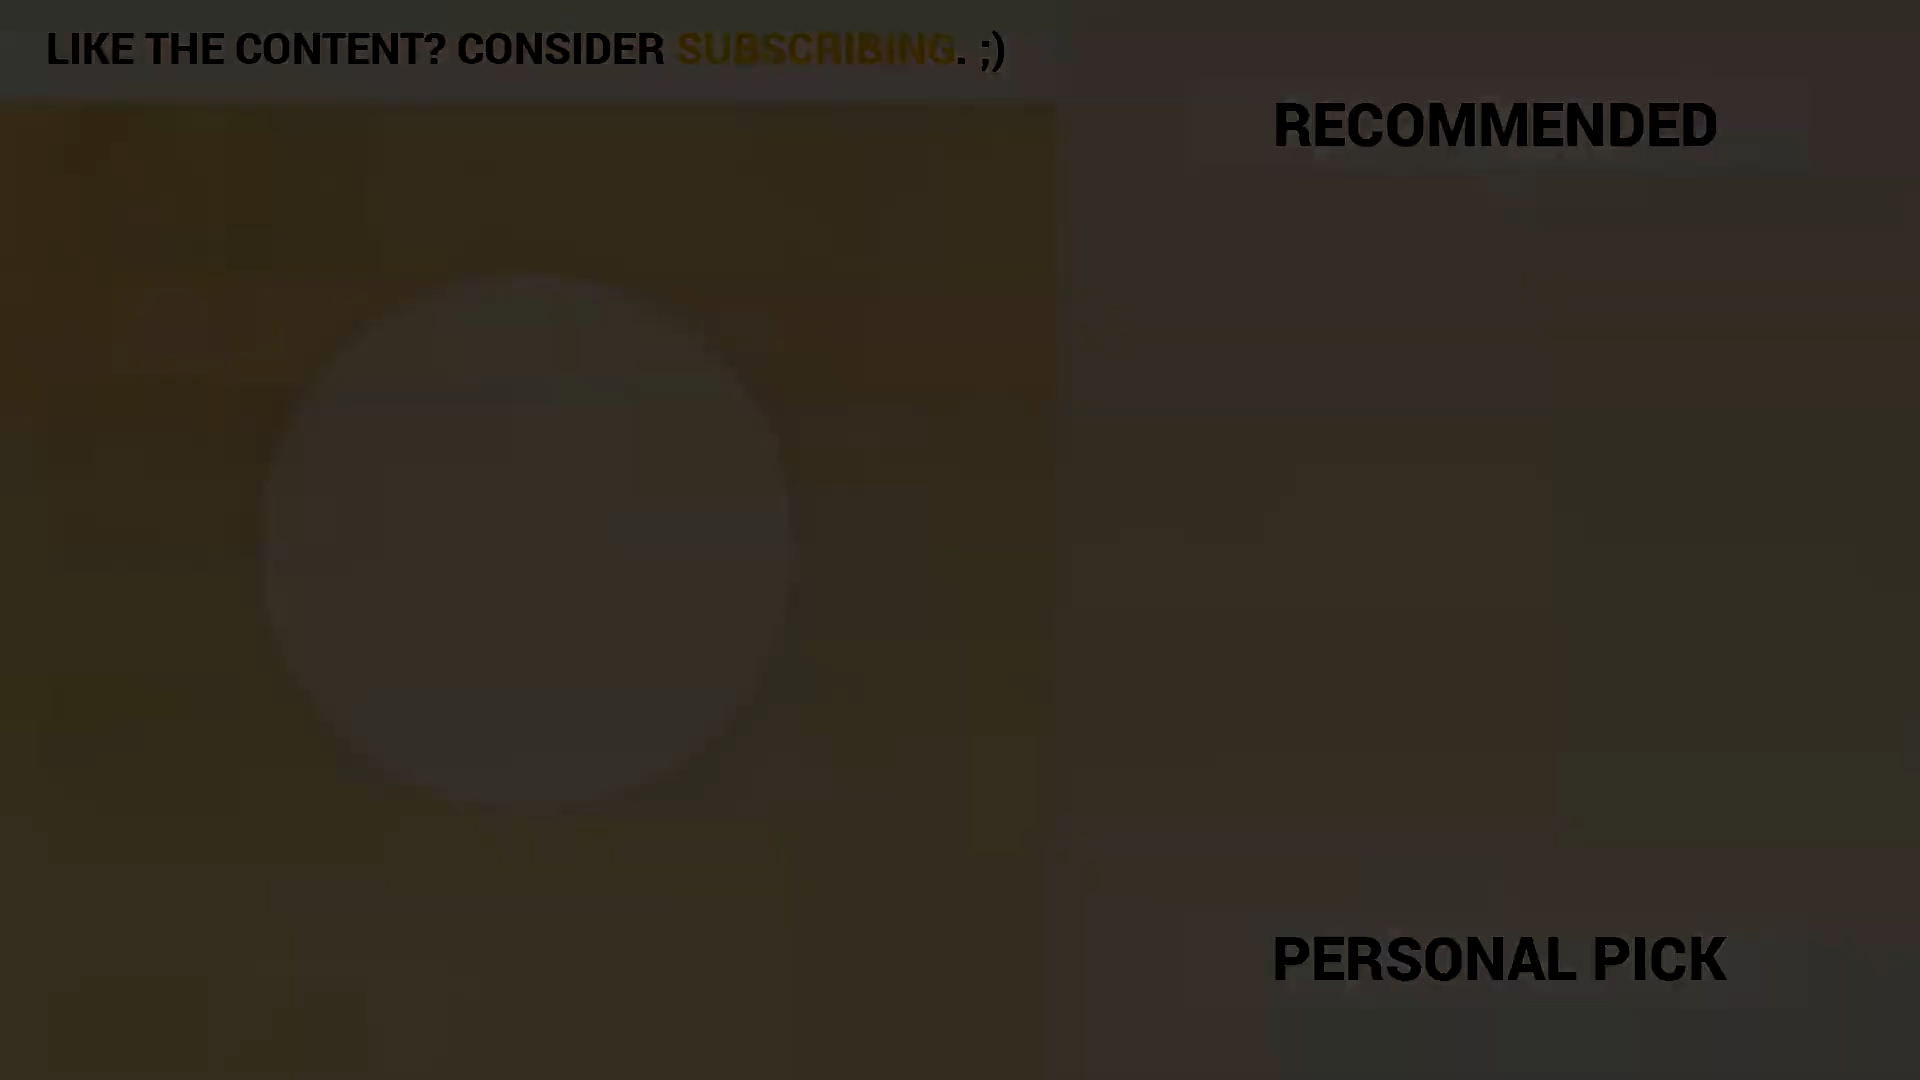 LIKE THE CONTENT? CONSIDER SUBSCRIBING. ;)
RECOMMENDED
PERSONAL PICK